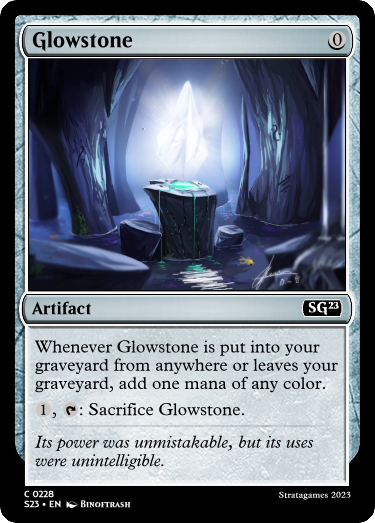 Glowstone 0
Artifact SG23
Whenever Glowstone is put into your
graveyard from anywhere or leaves your
graveyard, add one mana of any color.
1, : Sacrifice Glowstone.
Its power was unmistakable, but its uses
were unintelligible.
C 0228 Stratagames 2023
S23 • EN Binoftrash